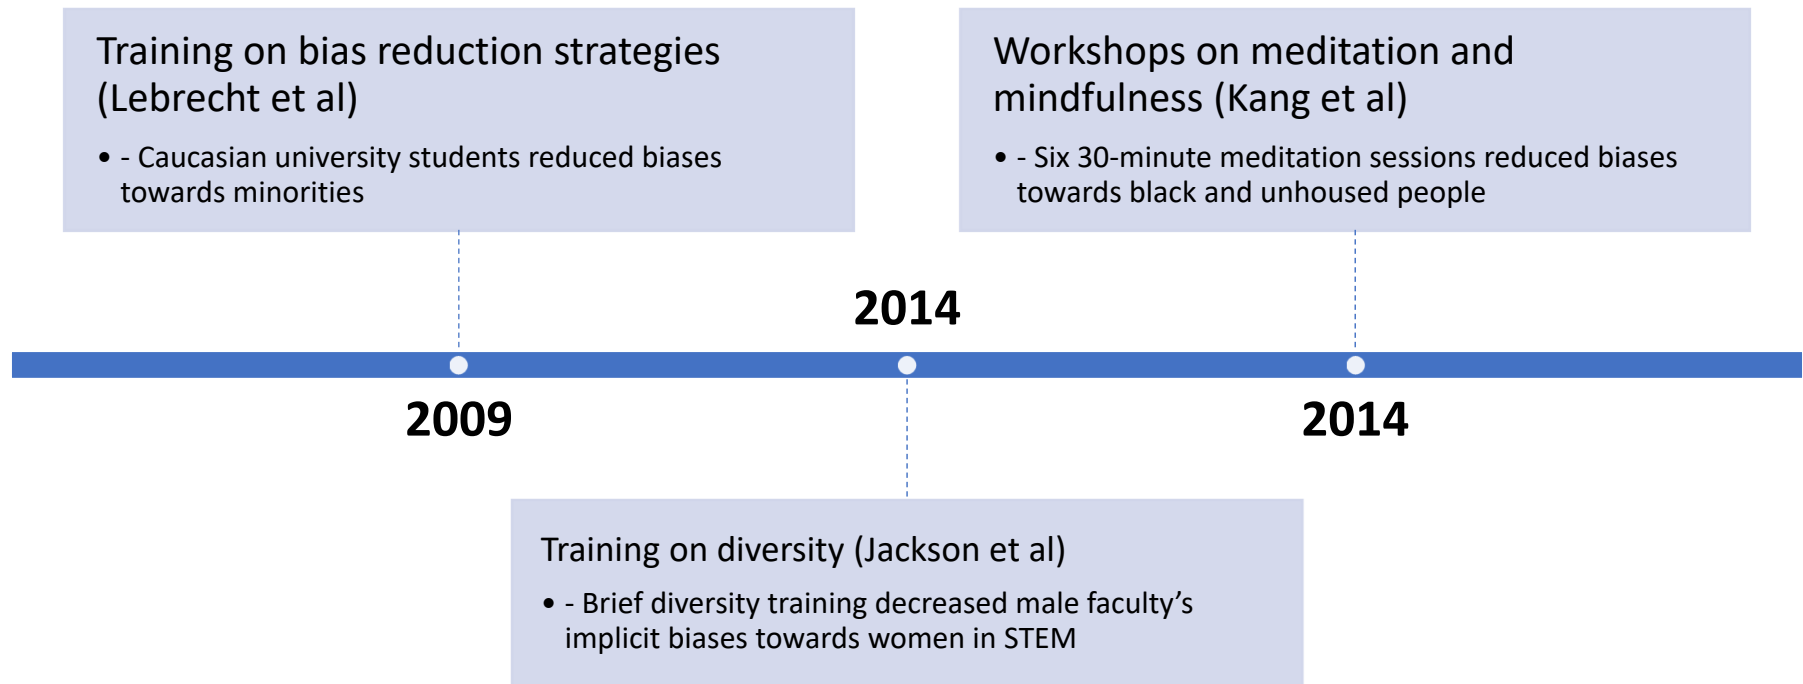 Training on bias reduction strategies
(Lebrecht et al)
• - Caucasian university students reduced biases
towards minorities
Workshops on meditation and
mindfulness (Kang et al)
• - Six 30-minute meditation sessions reduced biases
towards black and unhoused people
2014
2009
2014
Training on diversity (Jackson et al)
• - Brief diversity training decreased male faculty’s
implicit biases towards women in STEM